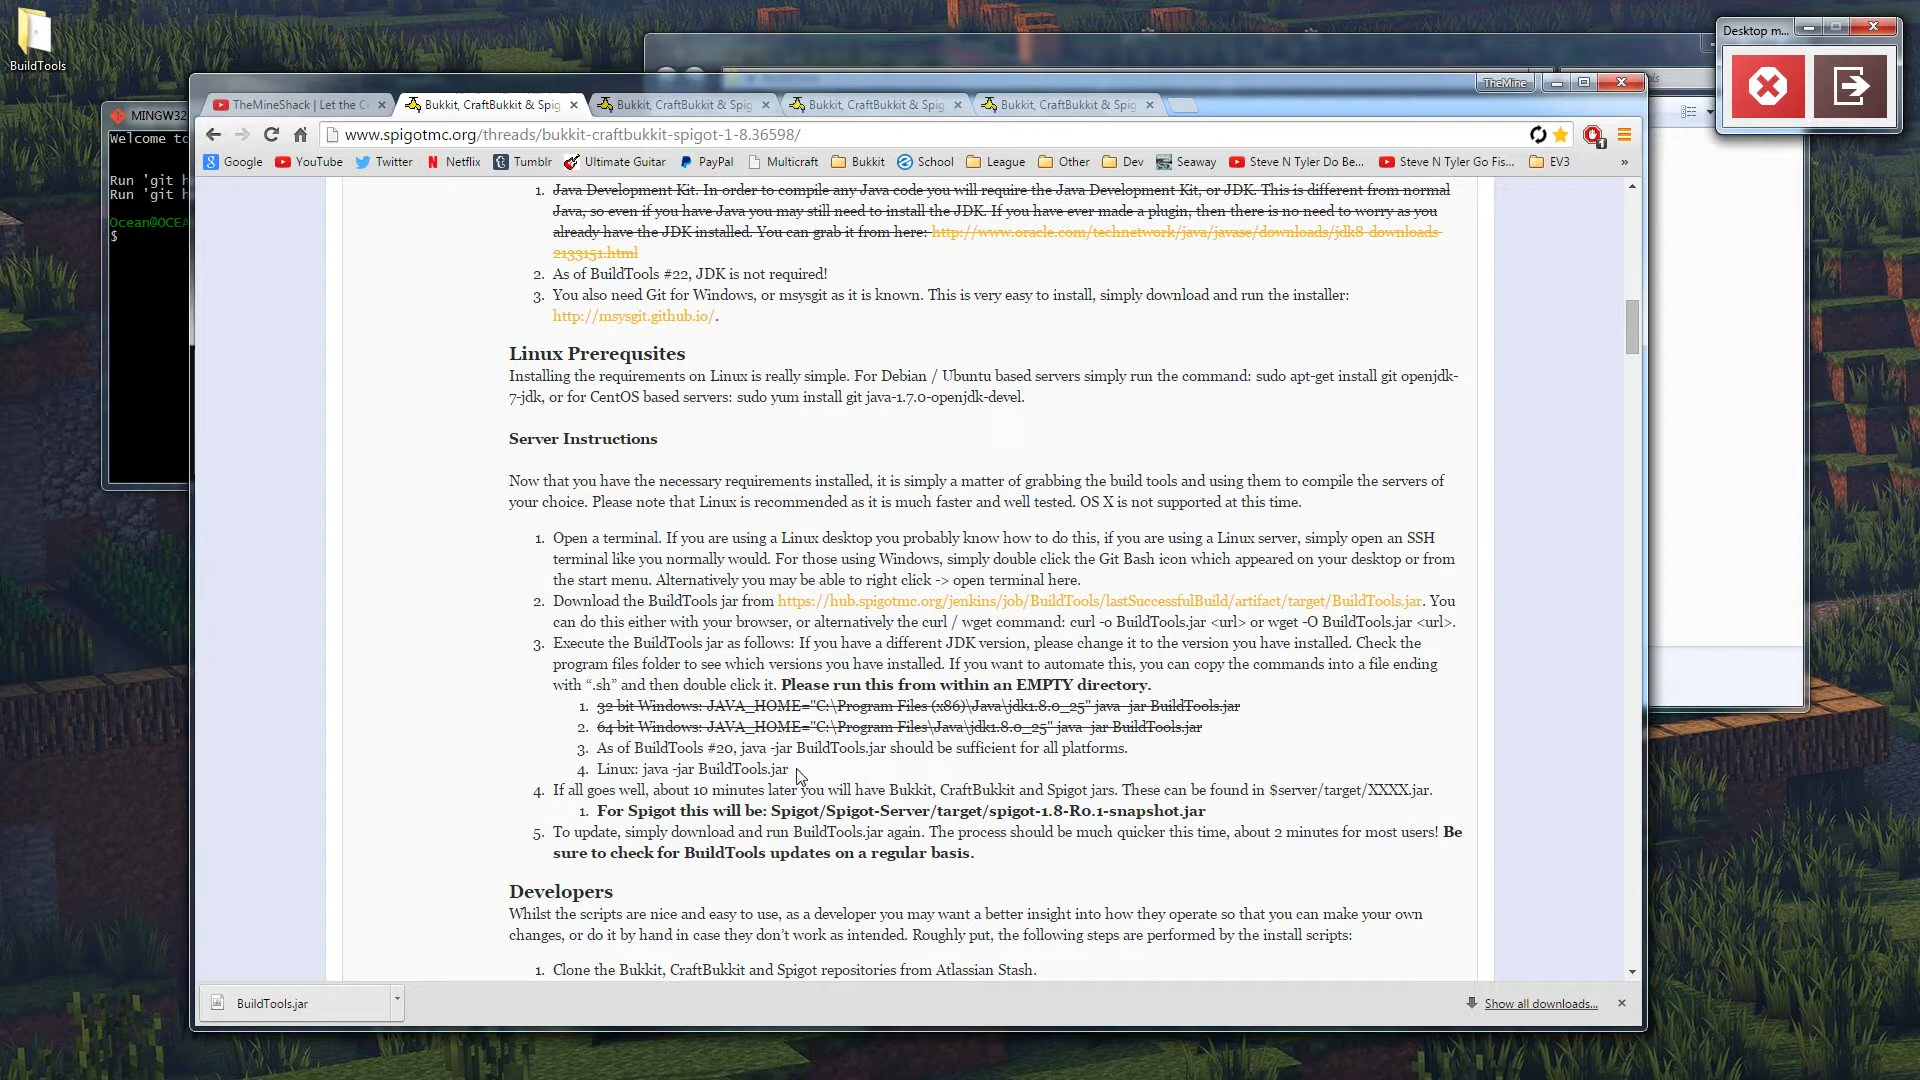 BuildTools
Desktop m...
TheMine
TheMineShack | Let the C
Bukkit, CraftBukkit & Spig
Bukkit, CraftBukkit & Spig
Bukkit, CraftBukkit & Spig
Bukkit, CraftBukkit & Spig
MINGW32
Welcome to
Run 'git h
Run 'git h
Ocean@OCEA
$
www.spigotmc.org/threads/bukkit-craftbukkit-spigot-1-8.36598/
1
Google YouTube Twitter Netflix Tumblr Ultimate Guitar PayPal Multicraft Bukkit School League Other Dev Seaway Steve N Tyler Do Be... Steve N Tyler Go Fis... EV3 »
1. Java Development Kit. In order to compile any Java code you will require the Java Development Kit, or JDK. This is different from normal
Java, so even if you have Java you may still need to install the JDK. If you have ever made a plugin, then there is no need to worry as you
already have the JDK installed. You can grab it from here: http://www.oracle.com/technetwork/java/javase/downloads/jdk8-downloads-
2133151.html
2. As of BuildTools #22, JDK is not required!
3. You also need Git for Windows, or msysgit as it is known. This is very easy to install, simply download and run the installer:
http://msysgit.github.io/.
Linux Prerequsites
Installing the requirements on Linux is really simple. For Debian / Ubuntu based servers simply run the command: sudo apt-get install git openjdk-
7-jdk, or for CentOS based servers: sudo yum install git java-1.7.0-openjdk-devel.
Server Instructions
Now that you have the necessary requirements installed, it is simply a matter of grabbing the build tools and using them to compile the servers of
your choice. Please note that Linux is recommended as it is much faster and well tested. OS X is not supported at this time.
1. Open a terminal. If you are using a Linux desktop you probably know how to do this, if you are using a Linux server, simply open an SSH
terminal like you normally would. For those using Windows, simply double click the Git Bash icon which appeared on your desktop or from
the start menu. Alternatively you may be able to right click -> open terminal here.
2. Download the BuildTools jar from https://hub.spigotmc.org/jenkins/job/BuildTools/lastSuccessfulBuild/artifact/target/BuildTools.jar. You
can do this either with your browser, or alternatively the curl / wget command: curl -o BuildTools.jar <url> or wget -O BuildTools.jar <url>.
3. Execute the BuildTools jar as follows: If you have a different JDK version, please change it to the version you have installed. Check the
program files folder to see which versions you have installed. If you want to automate this, you can copy the commands into a file ending
with “.sh” and then double click it. Please run this from within an EMPTY directory.
1. 32 bit Windows: JAVA_HOME="C:\Program Files (x86)\Java\jdk1.8.0_25" java -jar BuildTools.jar
2. 64 bit Windows: JAVA_HOME="C:\Program Files\Java\jdk1.8.0_25" java -jar BuildTools.jar
3. As of BuildTools #20, java -jar BuildTools.jar should be sufficient for all platforms.
4. Linux: java -jar BuildTools.jar
4. If all goes well, about 10 minutes later you will have Bukkit, CraftBukkit and Spigot jars. These can be found in $server/target/XXXX.jar.
1. For Spigot this will be: Spigot/Spigot-Server/target/spigot-1.8-R0.1-snapshot.jar
5. To update, simply download and run BuildTools.jar again. The process should be much quicker this time, about 2 minutes for most users! Be
sure to check for BuildTools updates on a regular basis.
Developers
Whilst the scripts are nice and easy to use, as a developer you may want a better insight into how they operate so that you can make your own
changes, or do it by hand in case they don’t work as intended. Roughly put, the following steps are performed by the install scripts:
1. Clone the Bukkit, CraftBukkit and Spigot repositories from Atlassian Stash.
BuildTools.jar
Show all downloads...